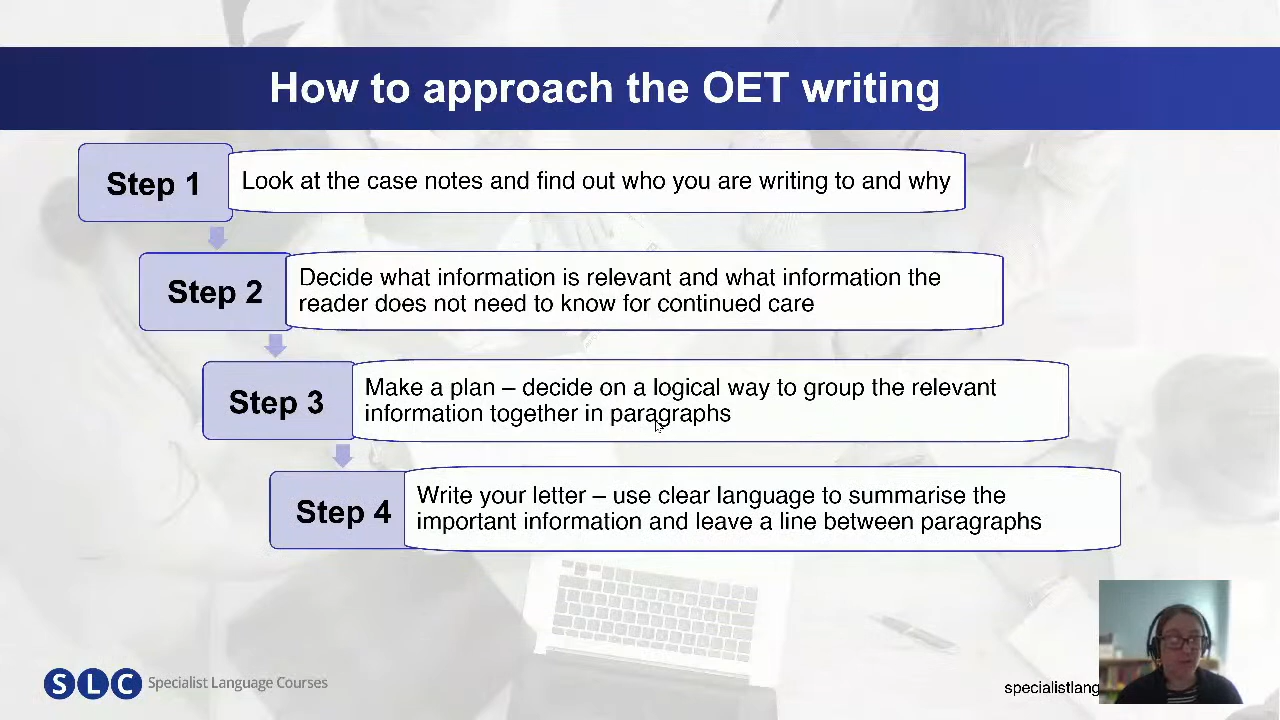 How to approach the OET writing
Step 1
Look at the case notes and find out who you are writing to and why
Step 2
Decide what information is relevant and what information the
reader does not need to know for continued care
Step 3
Make a plan – decide on a logical way to group the relevant
information together in paragraphs
Step 4
Write your letter – use clear language to summarise the
important information and leave a line between paragraphs
SLC Specialist Language Courses
specialistlang